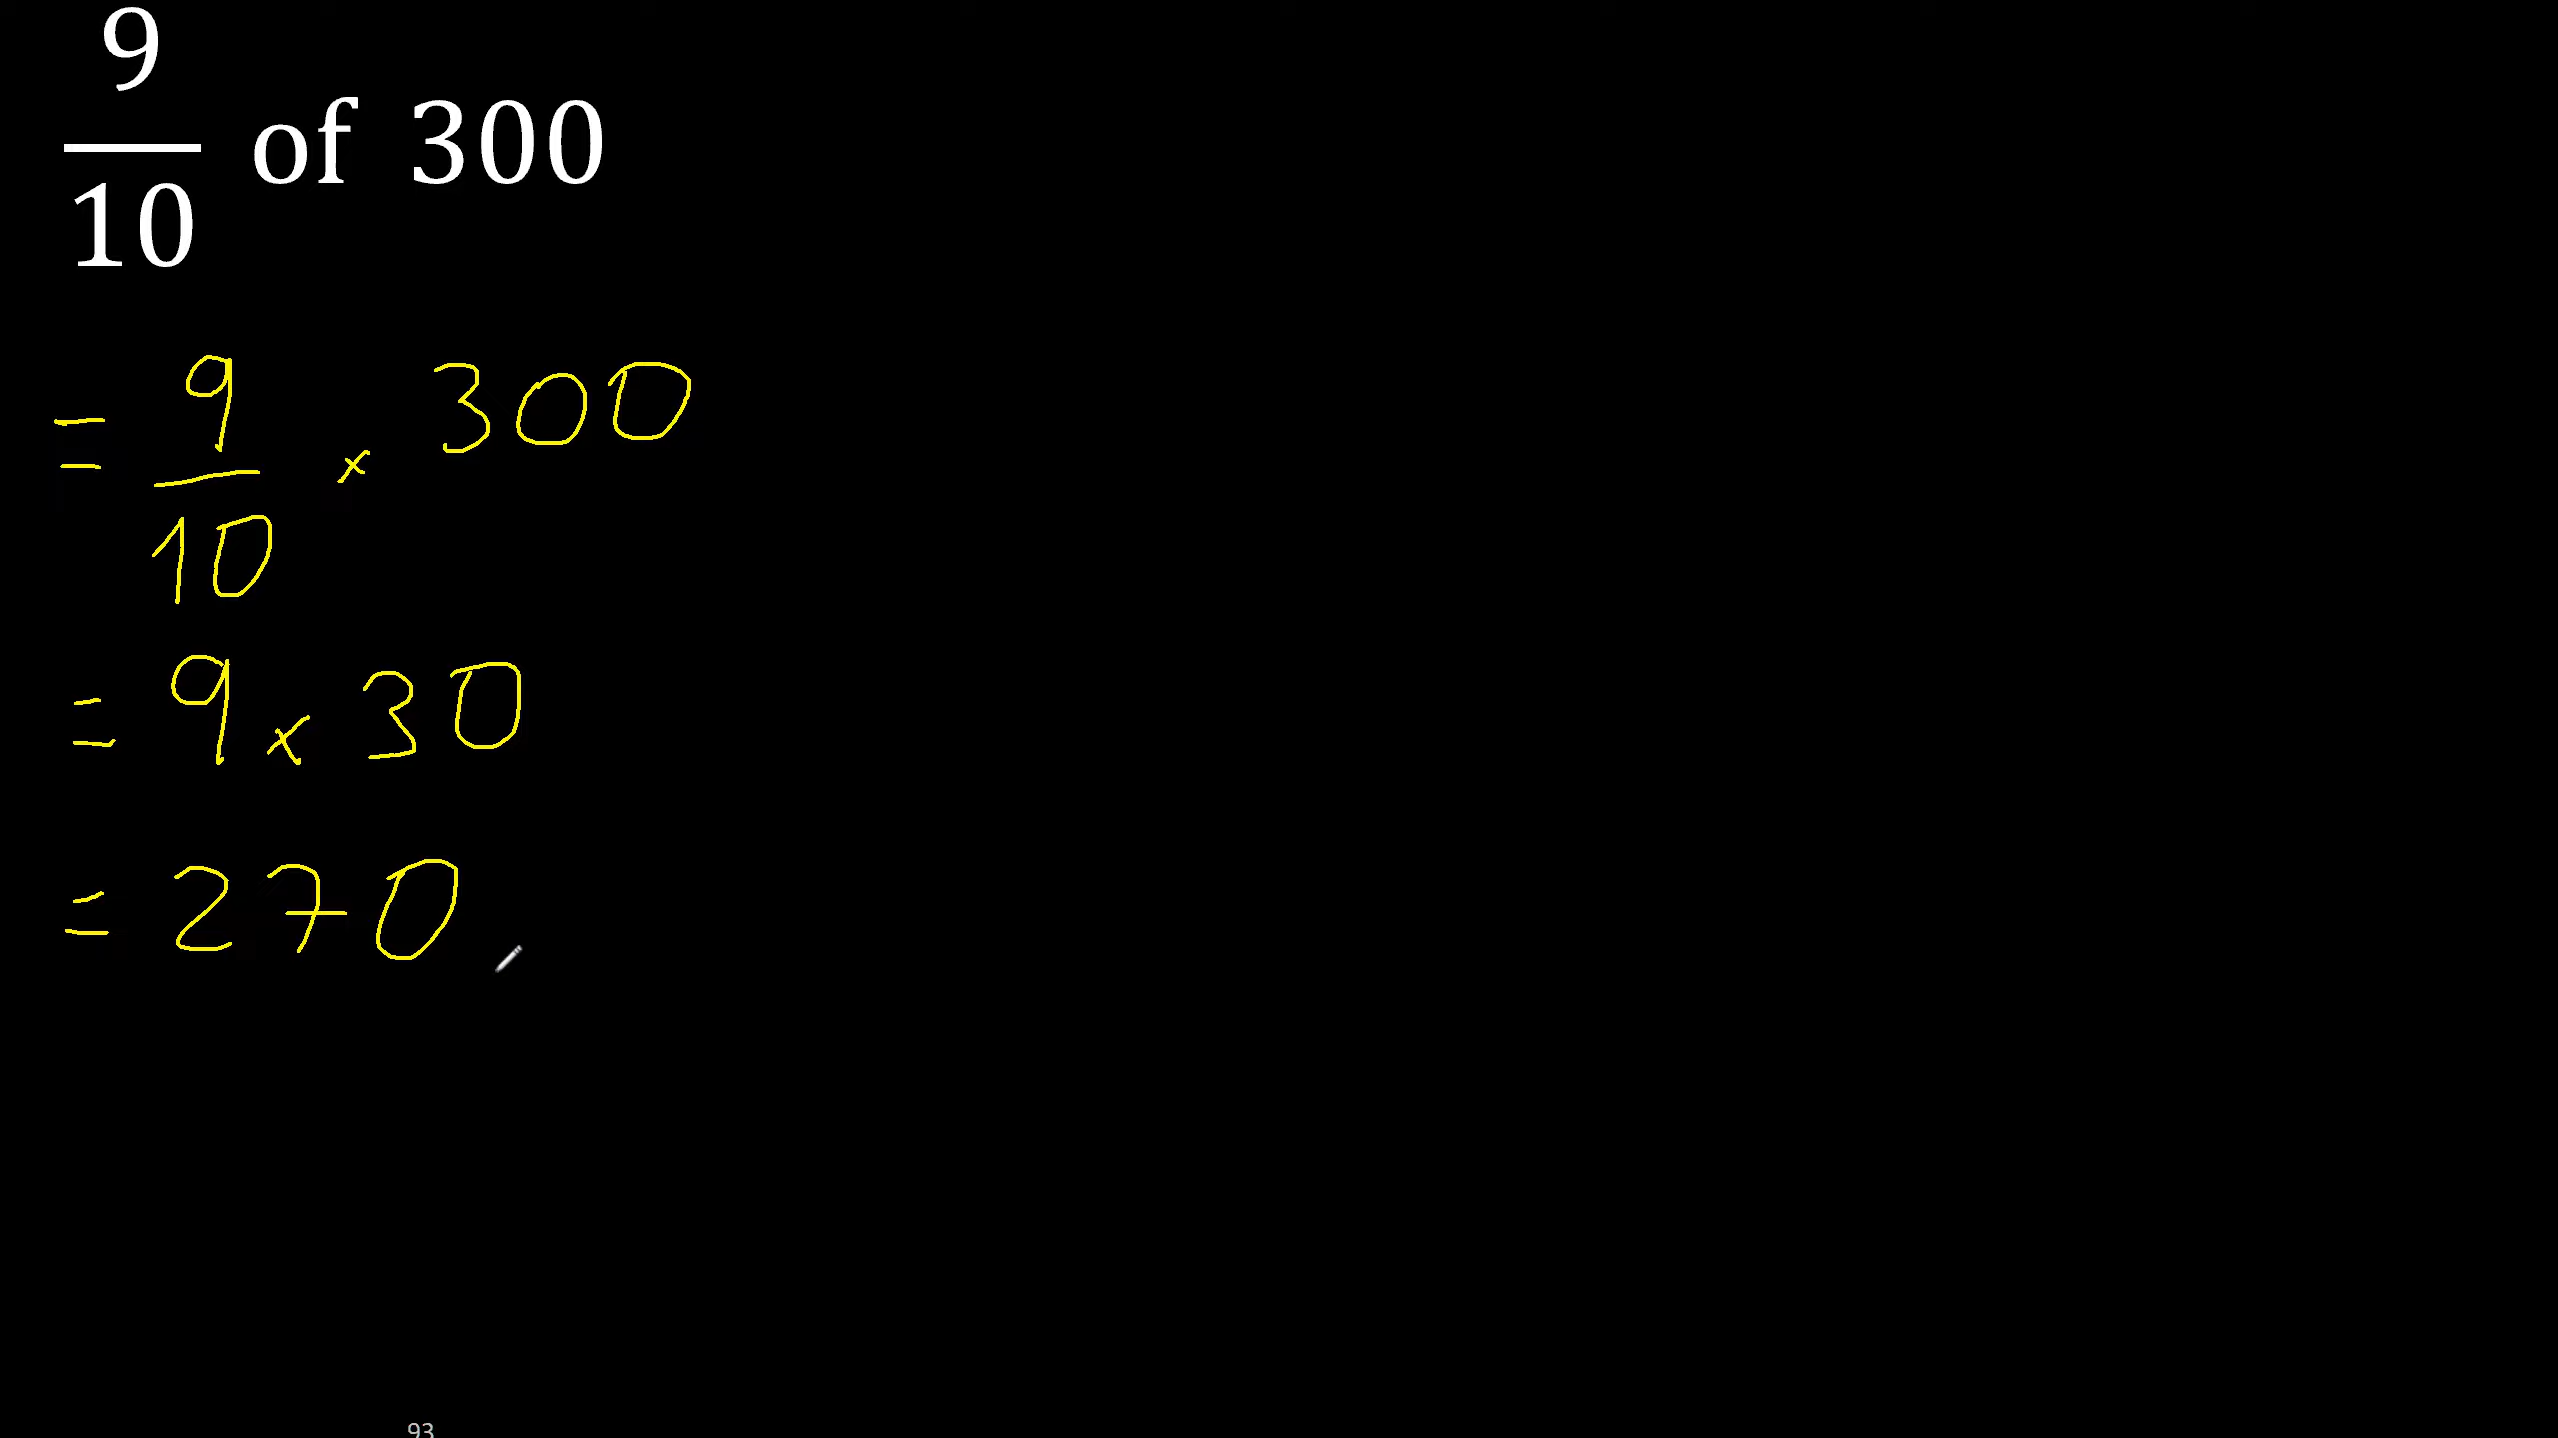 9/10 of 300
= 9/10 × 300
= 9 × 30
= 270
93